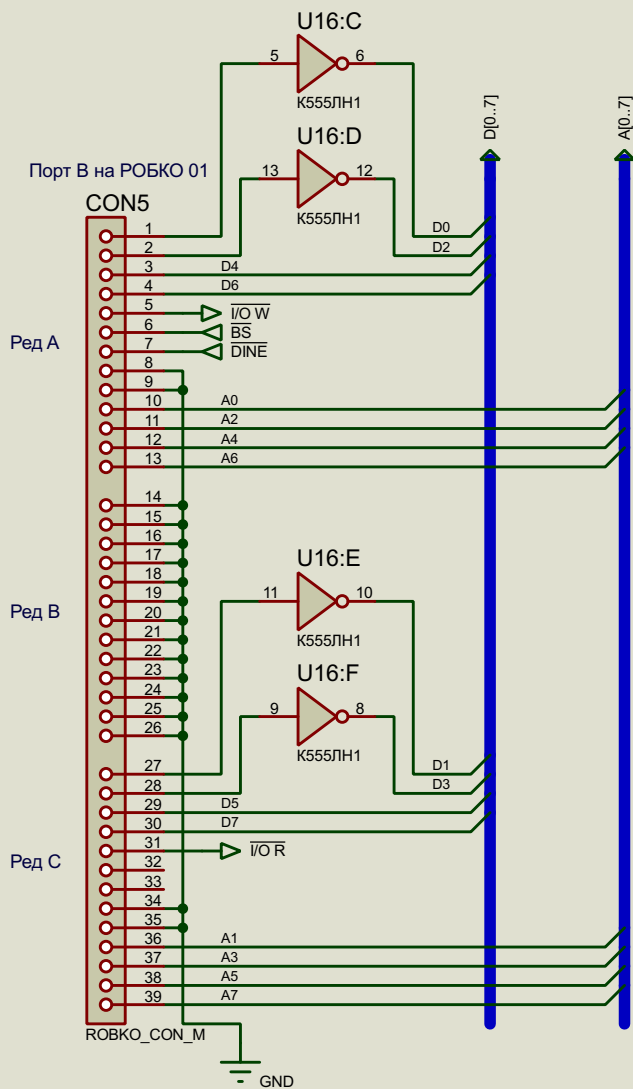 U16:C
5
6
К555ЛН1
U16:D
13
12
К555ЛН1
D[0..7]
A[0..7]
Порт В на РОБКО 01
CON5
1
D0
2
D2
3
D4
4
D6
5
I/O W
6
BS
7
DINE
Ред А
8
9
10
A0
11
A2
12
A4
13
A6
14
15
16
17
18
19
Ред В
20
21
22
23
24
25
26
U16:E
11
10
К555ЛН1
U16:F
9
8
К555ЛН1
27
D1
28
D3
29
D5
30
D7
31
I/O R
Ред С
32
33
34
35
36
A1
37
A3
38
A5
39
A7
ROBKO_CON_M
GND